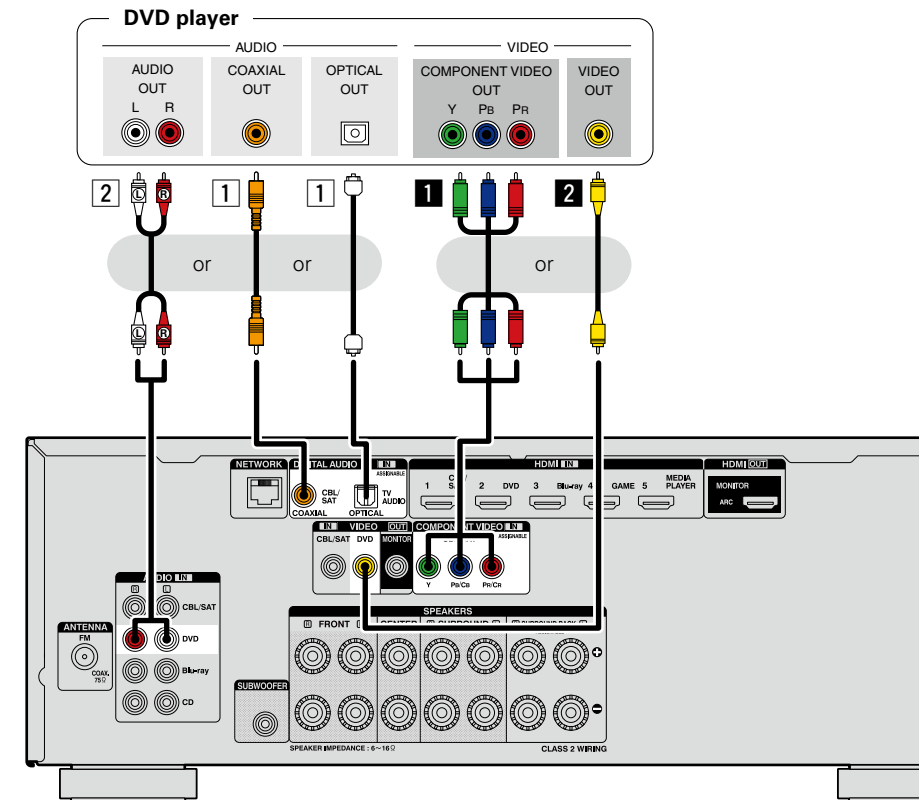 DVD player
AUDIO
VIDEO
AUDIO OUT
L R
COAXIAL OUT
OPTICAL OUT
COMPONENT VIDEO OUT
Y PB PR
VIDEO OUT
2
L R
1
1
1
2
or
or
or
L R
NETWORK
DIGITAL AUDIO IN
ASSIGNABLE
CBL/SAT
COAXIAL
TV AUDIO
OPTICAL
HDMI IN
1
2 DVD
3 Blu-ray
4 GAME
5 MEDIA PLAYER
HDMI OUT
MONITOR
ARC
IN VIDEO OUT
CBL/SAT DVD MONITOR
COMPONENT VIDEO IN
ASSIGNABLE
Y PB/CB PR/CR
AUDIO IN
R L
CBL/SAT
DVD
Blu-ray
CD
ANTENNA
FM
COAX. 75Ω
SUBWOOFER
SPEAKERS
R FRONT
CENTER
SURROUND
SURROUND BACK
+
−
SPEAKER IMPEDANCE : 6~16Ω
CLASS 2 WIRING